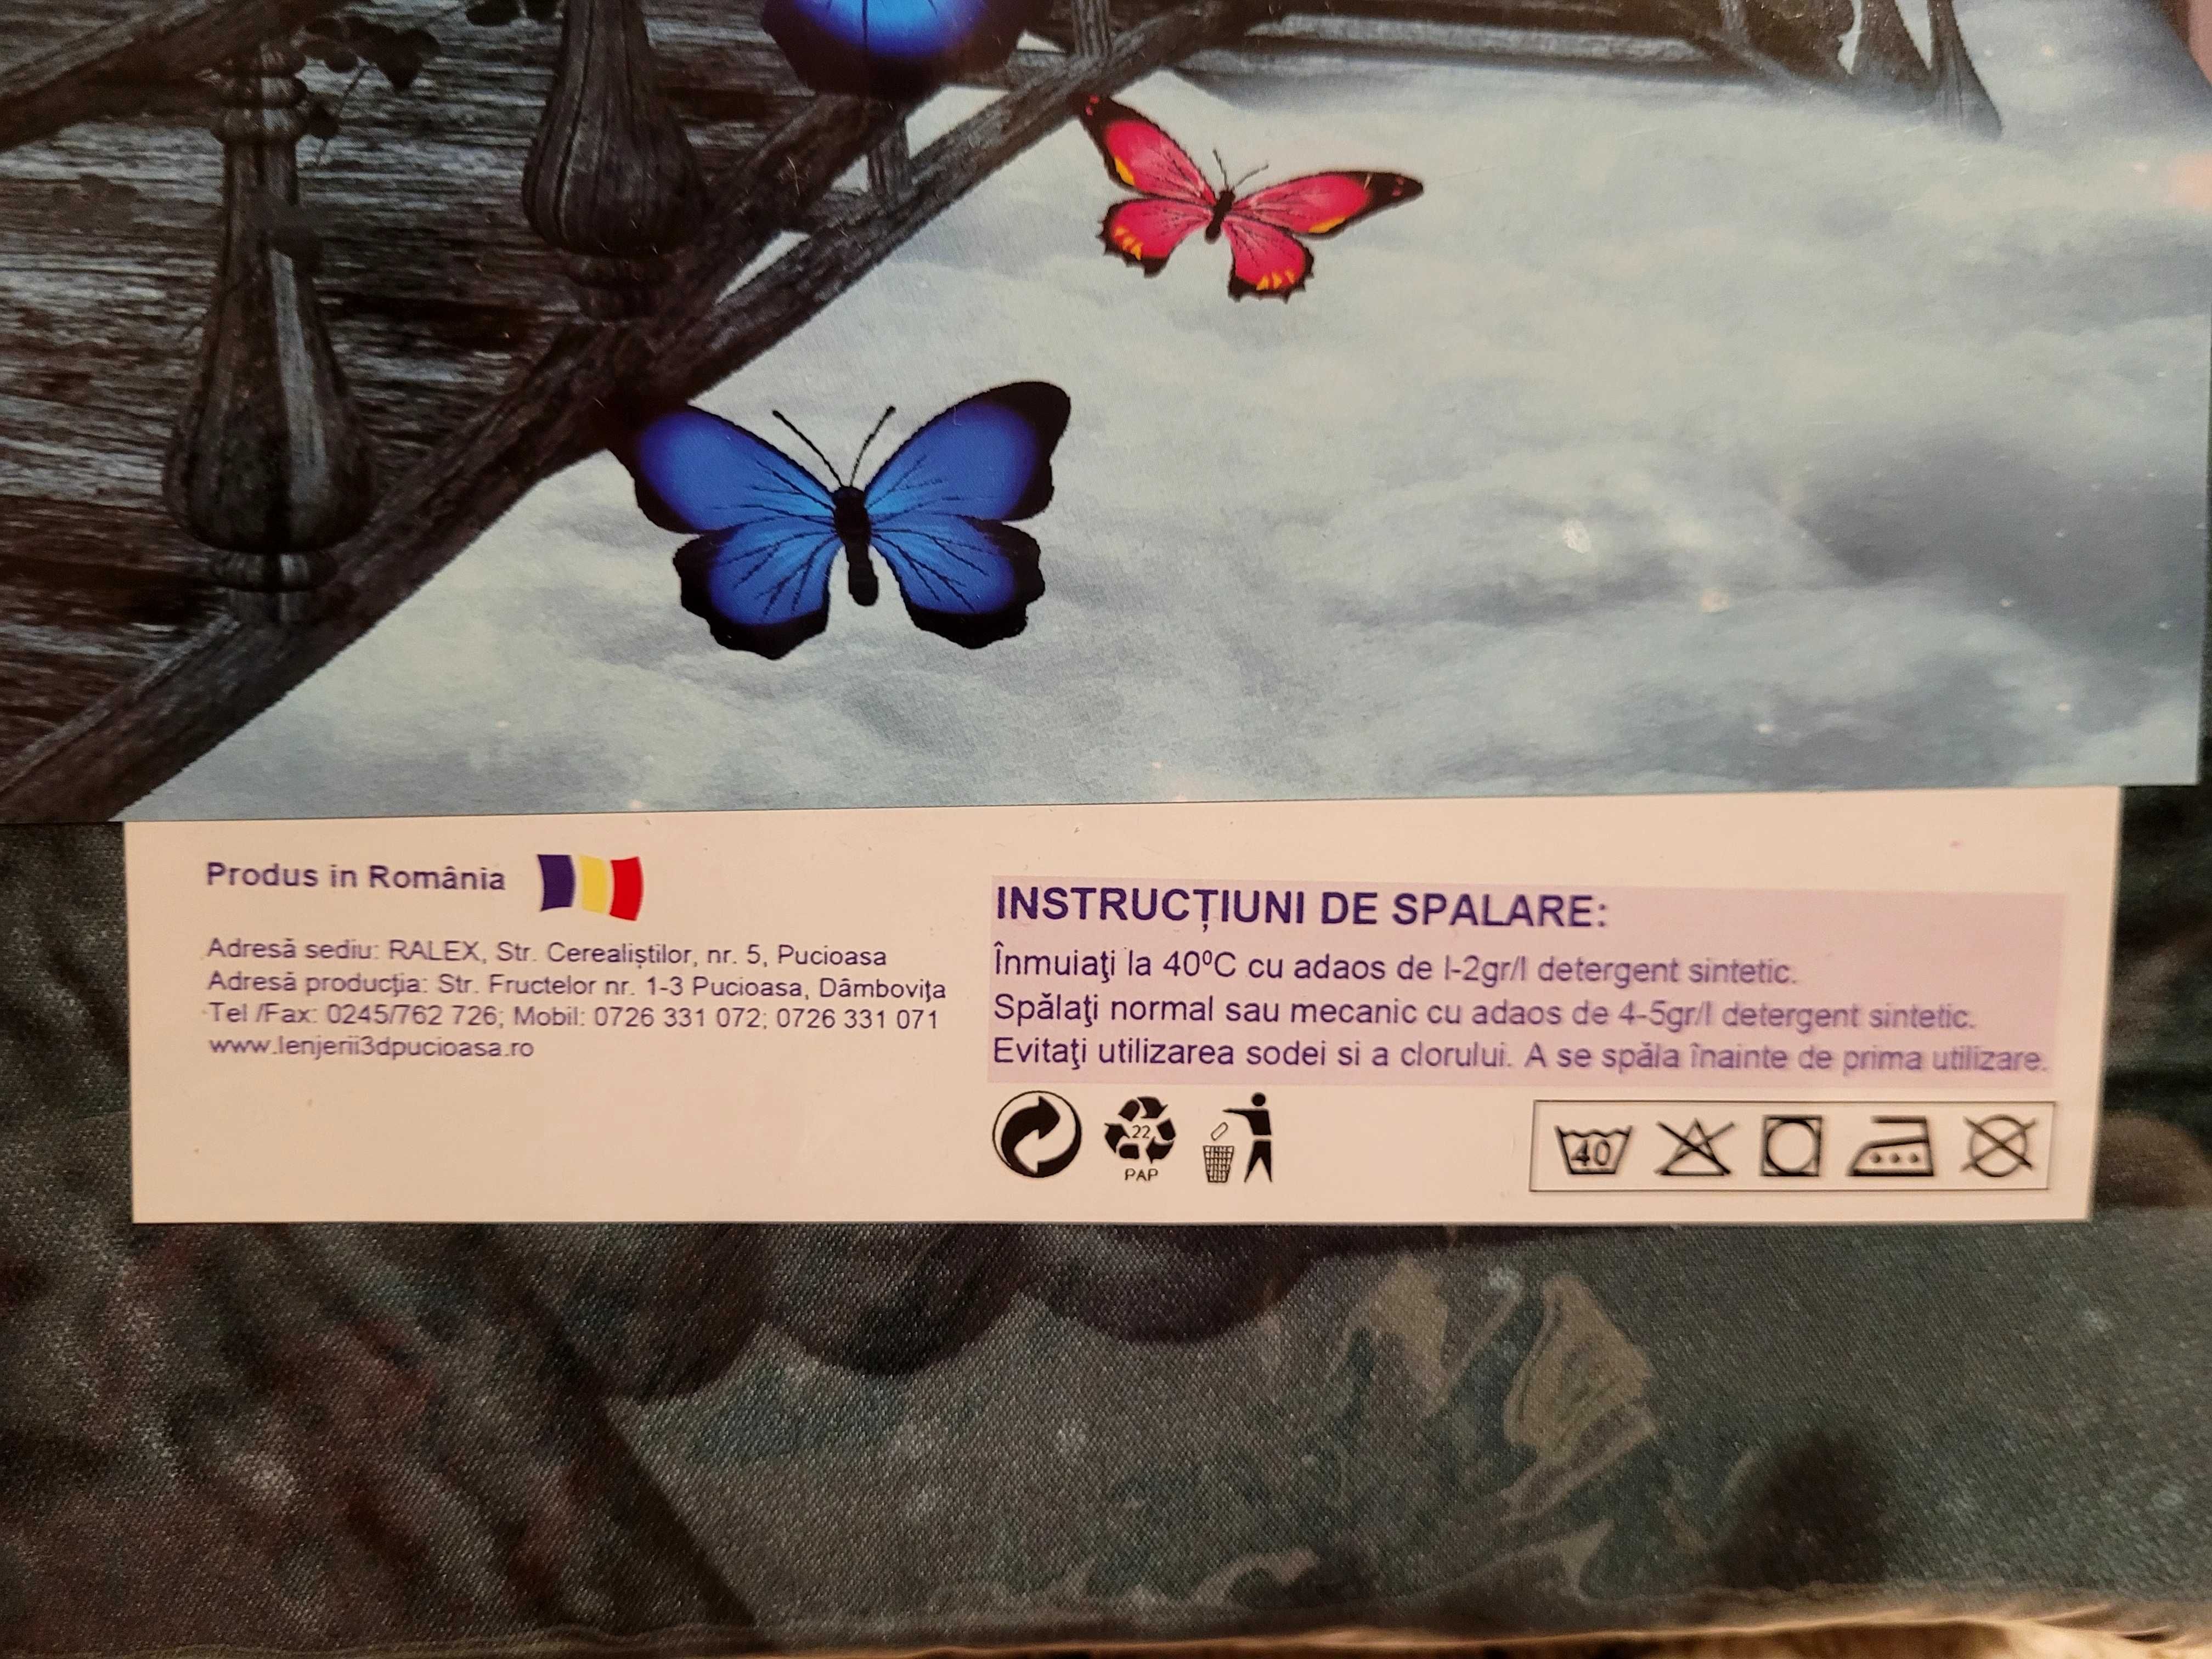 Produs in România
Adresă sediu: RALEX, Str. Cerealiștilor, nr. 5, Pucioasa
Adresă producţia: Str. Fructelor nr. 1-3 Pucioasa, Dâmboviţa
Tel /Fax: 0245/762 726; Mobil: 0726 331 072; 0726 331 071
www.lenjerii3dpucioasa.ro
INSTRUCȚIUNI DE SPALARE:
Înmuiaţi la 40ºC cu adaos de l-2gr/l detergent sintetic.
Spălaţi normal sau mecanic cu adaos de 4-5gr/l detergent sintetic.
Evitaţi utilizarea sodei si a clorului. A se spăla înainte de prima utilizare.
22
PAP
40